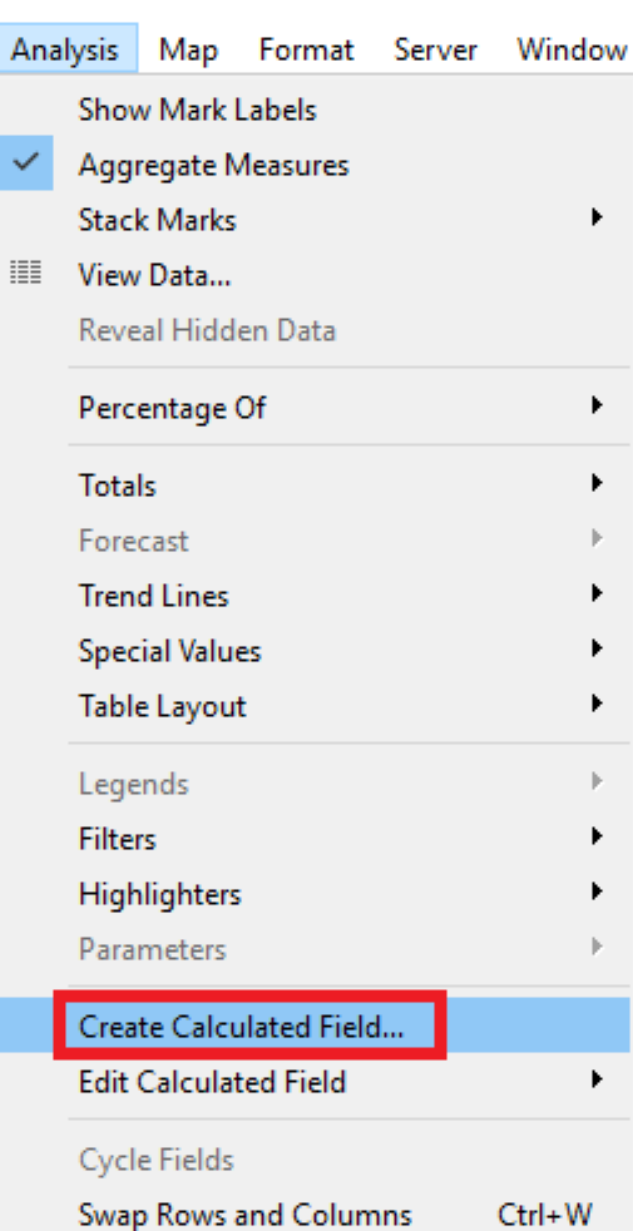 Analysis Map Format Server Window
Show Mark Labels
Aggregate Measures
Stack Marks
View Data...
Reveal Hidden Data
Percentage Of
Totals
Forecast
Trend Lines
Special Values
Table Layout
Legends
Filters
Highlighters
Parameters
Create Calculated Field...
Edit Calculated Field
Cycle Fields
Swap Rows and Columns Ctrl+W